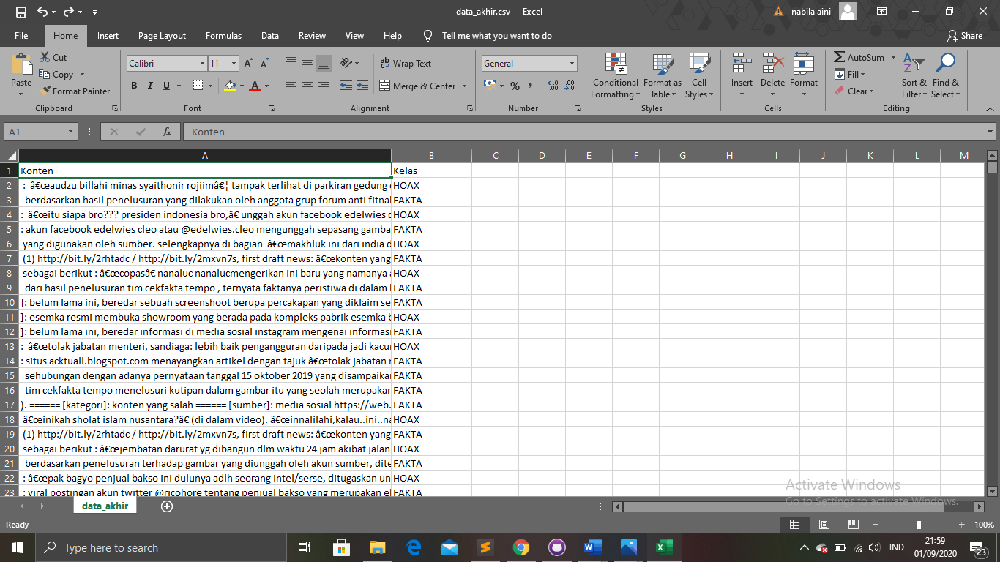 data_akhir.csv - Excel
nabila aini
File Home Insert Page Layout Formulas Data Review View Help Tell me what you want to do Share
Paste Cut Copy Format Painter
Calibri 11
B I U A
Wrap Text
Merge & Center
General
Conditional Formatting Format as Table Cell Styles
Insert Delete Format
AutoSum Fill Clear
Sort & Filter Find & Select
Clipboard Font Alignment Number Styles Cells Editing
A1 fx Konten
A B C D E F G H I J K L M
1 Konten Kelas
2 : â€œaudzu billahi minas syaithonir rojiimâ€¦ tampak terlihat di parkiran gedung HOAX
3 berdasarkan hasil penelusuran yang dilakukan oleh anggota grup forum anti fitna FAKTA
4 : â€œitu siapa bro??? presiden indonesia bro,â€ unggah akun facebook edelwies HOAX
5 : akun facebook edelwies cleo atau @edelwies.cleo mengunggah sepasang gamba FAKTA
6 yang digunakan oleh sumber. selengkapnya di bagian â€œmakhluk ini dari india HOAX
7 (1) http://bit.ly/2rhtadc / http://bit.ly/2mxvn7s, first draft news: â€œkonten yang FAKTA
8 sebagai berikut : â€œcopasâ€ nanaluc nanalucmengerikan ini baru yang namanya HOAX
9 dari hasil penelusuran tim cekfakta tempo , ternyata faktanya peristiwa di dalam FAKTA
10 ]: belum lama ini, beredar sebuah screenshoot berupa percakapan yang diklaim se FAKTA
11 ]: esemka resmi membuka showroom yang berada pada kompleks pabrik esemka HOAX
12 ]: belum lama ini, beredar informasi di media sosial instagram mengenai informasi FAKTA
13 : â€œtolak jabatan menteri, sandiaga: lebih baik pengangguran daripada jadi kacu HOAX
14 : situs acktuall.blogspot.com menayangkan artikel dengan tajuk â€œtolak jabatan FAKTA
15 sehubungan dengan adanya pernyataan tanggal 15 oktober 2019 yang disampaika FAKTA
16 tim cekfakta tempo menelusuri kutipan dalam gambar itu yang seolah merupakan FAKTA
17 ). ====== [kategori]: konten yang salah ====== [sumber]: media sosial https://web. FAKTA
18 â€œinikah sholat islam nusantara?â€ (di dalam video). â€œinnalilahi,kalau..ini..na HOAX
19 (1) http://bit.ly/2rhtadc / http://bit.ly/2mxvn7s, first draft news: â€œkonten yang FAKTA
20 sebagai berikut : â€œjembatan darurat yg dibangun dlm waktu 24 jam akibat jalan HOAX
21 berdasarkan penelusuran terhadap gambar yang diunggah oleh akun sumber, dite FAKTA
22 : â€œpak bagyo penjual bakso ini dulunya adlh seorang intel/serse, ditugaskan un HOAX
23 : viral postingan akun twitter @ricohore tentang penjual bakso yang merupakan FAKTA
Activate Windows
Go to Settings to activate Windows.
data_akhir
Ready 100%
Type here to search
IND 21:59
01/09/2020
23